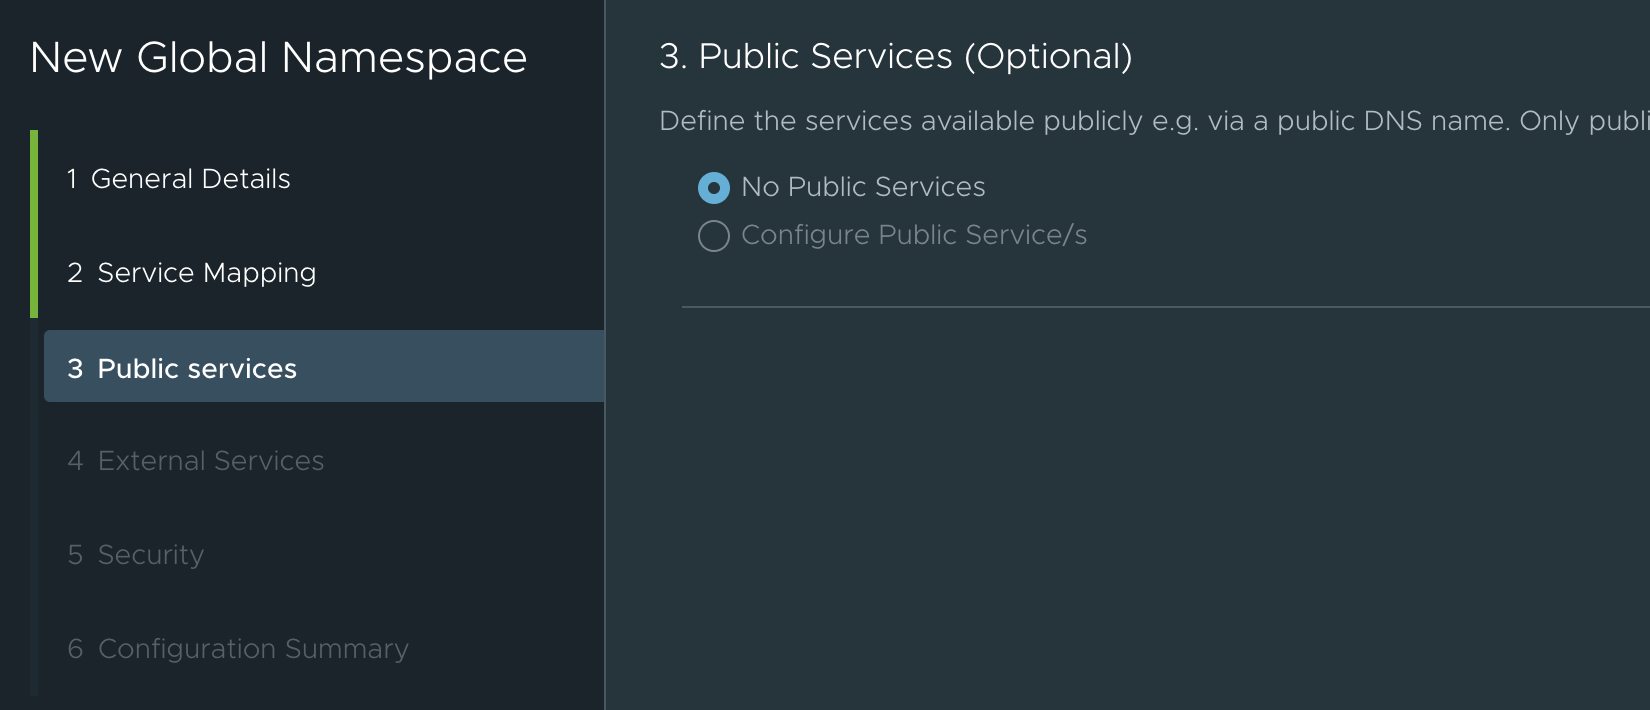 New Global Namespace
1 General Details
2 Service Mapping
3 Public services
4 External Services
5 Security
6 Configuration Summary
3. Public Services (Optional)
Define the services available publicly e.g. via a public DNS name. Only publi
No Public Services
Configure Public Service/s